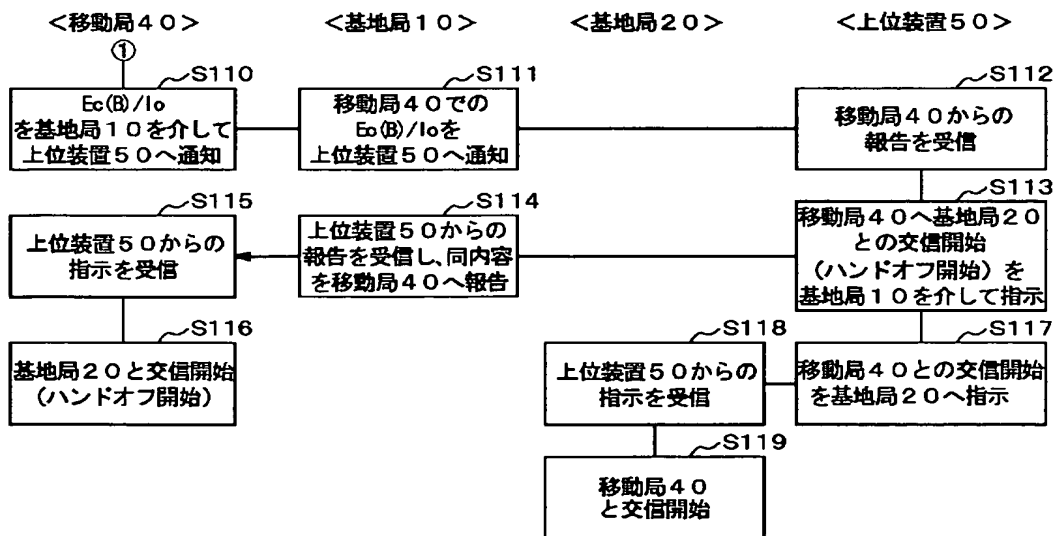 ＜移動局４０＞
＜基地局１０＞
＜基地局２０＞
＜上位装置５０＞
①
S110
Ec(B)/Io
を基地局１０を介して
上位装置５０へ通知
S111
移動局４０での
Ec(B)/Ioを
上位装置５０へ通知
S112
移動局４０からの
報告を受信
S113
移動局４０へ基地局２０
との交信開始
（ハンドオフ開始）を
基地局１０を介して指示
S114
上位装置５０からの
報告を受信し、同内容
を移動局４０へ報告
S115
上位装置５０からの
指示を受信
S116
基地局２０と交信開始
（ハンドオフ開始）
S117
移動局４０との交信開始
を基地局２０へ指示
S118
上位装置５０からの
指示を受信
S119
移動局４０
と交信開始